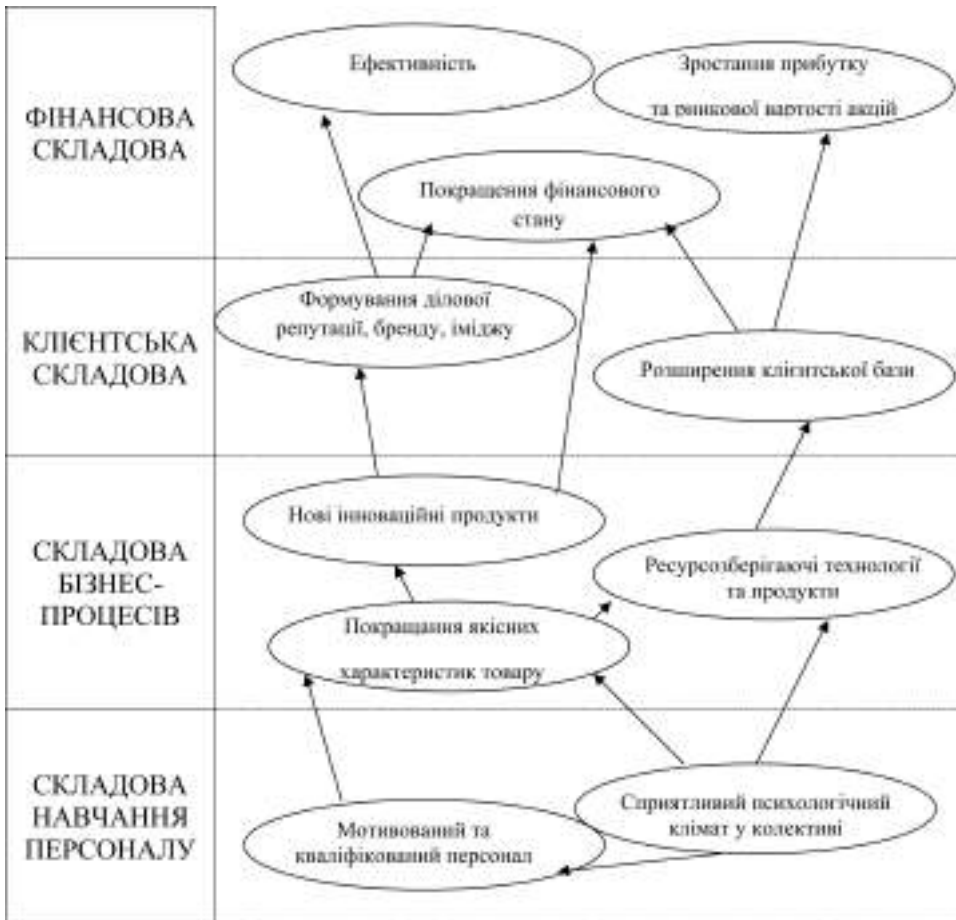 ФІНАНСОВА
СКЛАДОВА
Ефективність
Зростання прибутку
та ринкової вартості акцій
Покращення фінансового
стану
КЛІЄНТСЬКА
СКЛАДОВА
Формування ділової
репутації, бренду, іміджу
Розширення клієнтської бази
СКЛАДОВА
БІЗНЕС-
ПРОЦЕСІВ
Нові інноваційні продукти
Ресурсозберігаючі технології
та продукти
Покращання якісних
характеристик товару
СКЛАДОВА
НАВЧАННЯ
ПЕРСОНАЛУ
Сприятливий психологічний
клімат у колективі
Мотивований та
кваліфікований персонал